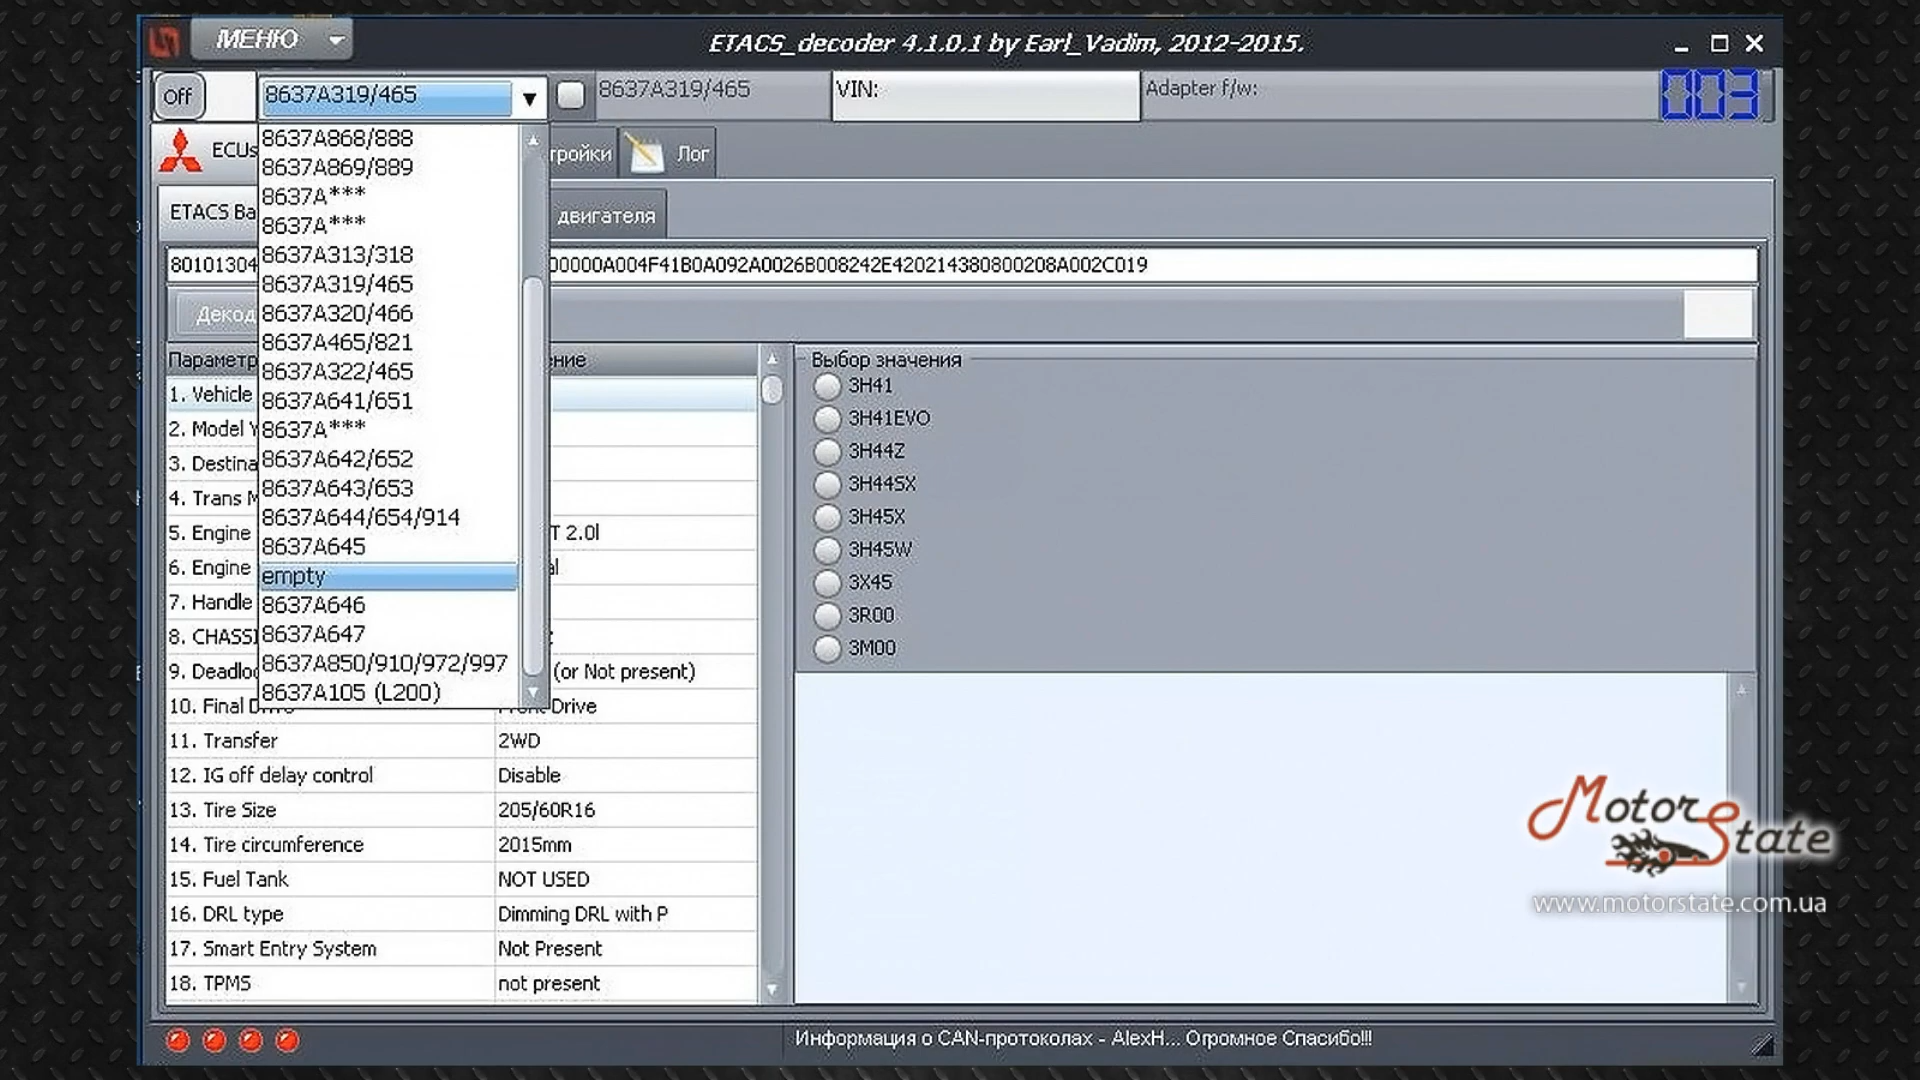 МЕНЮ
ETACS_decoder 4.1.0.1 by Earl_Vadim, 2012-2015.
Off
8637A319/465
8637A319/465
VIN:
Adapter f/w:
003
ECUs
тройки
Лог
ETACS Ba
двигателя
80101304
00000A004F41B0A092A0026B008242E420214380800208A002C019
Декод
8637A868/888
8637A869/889
8637A***
8637A***
8637A313/318
8637A319/465
8637A320/466
8637A465/821
8637A322/465
8637A641/651
8637A***
8637A642/652
8637A643/653
8637A644/654/914
8637A645
empty
8637A646
8637A647
8637A850/910/972/997
8637A105 (L200)
Параметр
ение
1. Vehicle
2. Model Y
3. Destina
4. Trans M
5. Engine
T 2.0l
6. Engine
al
7. Handle
8. CHASSI
9. Deadloc
(or Not present)
10. Final Drive
Front Drive
11. Transfer
2WD
12. IG off delay control
Disable
13. Tire Size
205/60R16
14. Tire circumference
2015mm
15. Fuel Tank
NOT USED
16. DRL type
Dimming DRL with P
17. Smart Entry System
Not Present
18. TPMS
not present
Выбор значения
3H41
3H41EVO
3H44Z
3H44SX
3H45X
3H45W
3X45
3R00
3M00
Motor State
www.motorstate.com.ua
Информация о CAN-протоколах - AlexH... Огромное Спасибо!!!